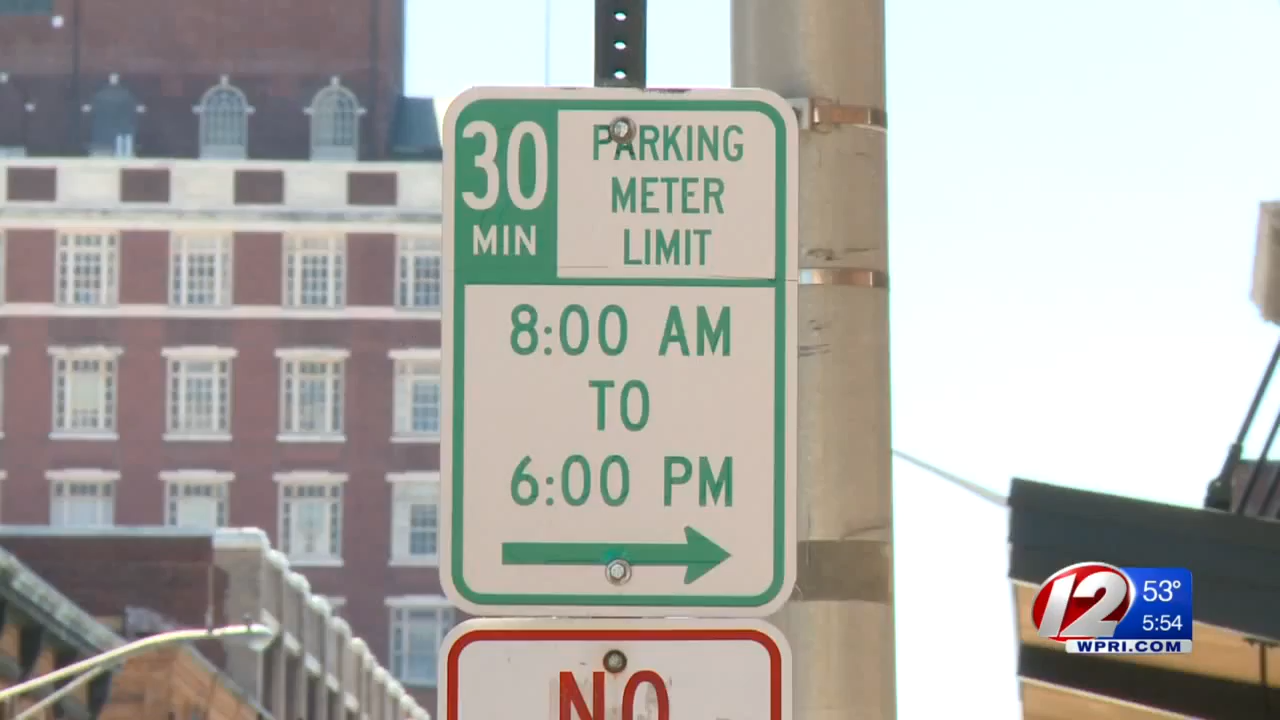 30
MIN
PARKING
METER
LIMIT
8:00 AM
TO
6:00 PM
NO
12
53°
5:54
WPRI.COM